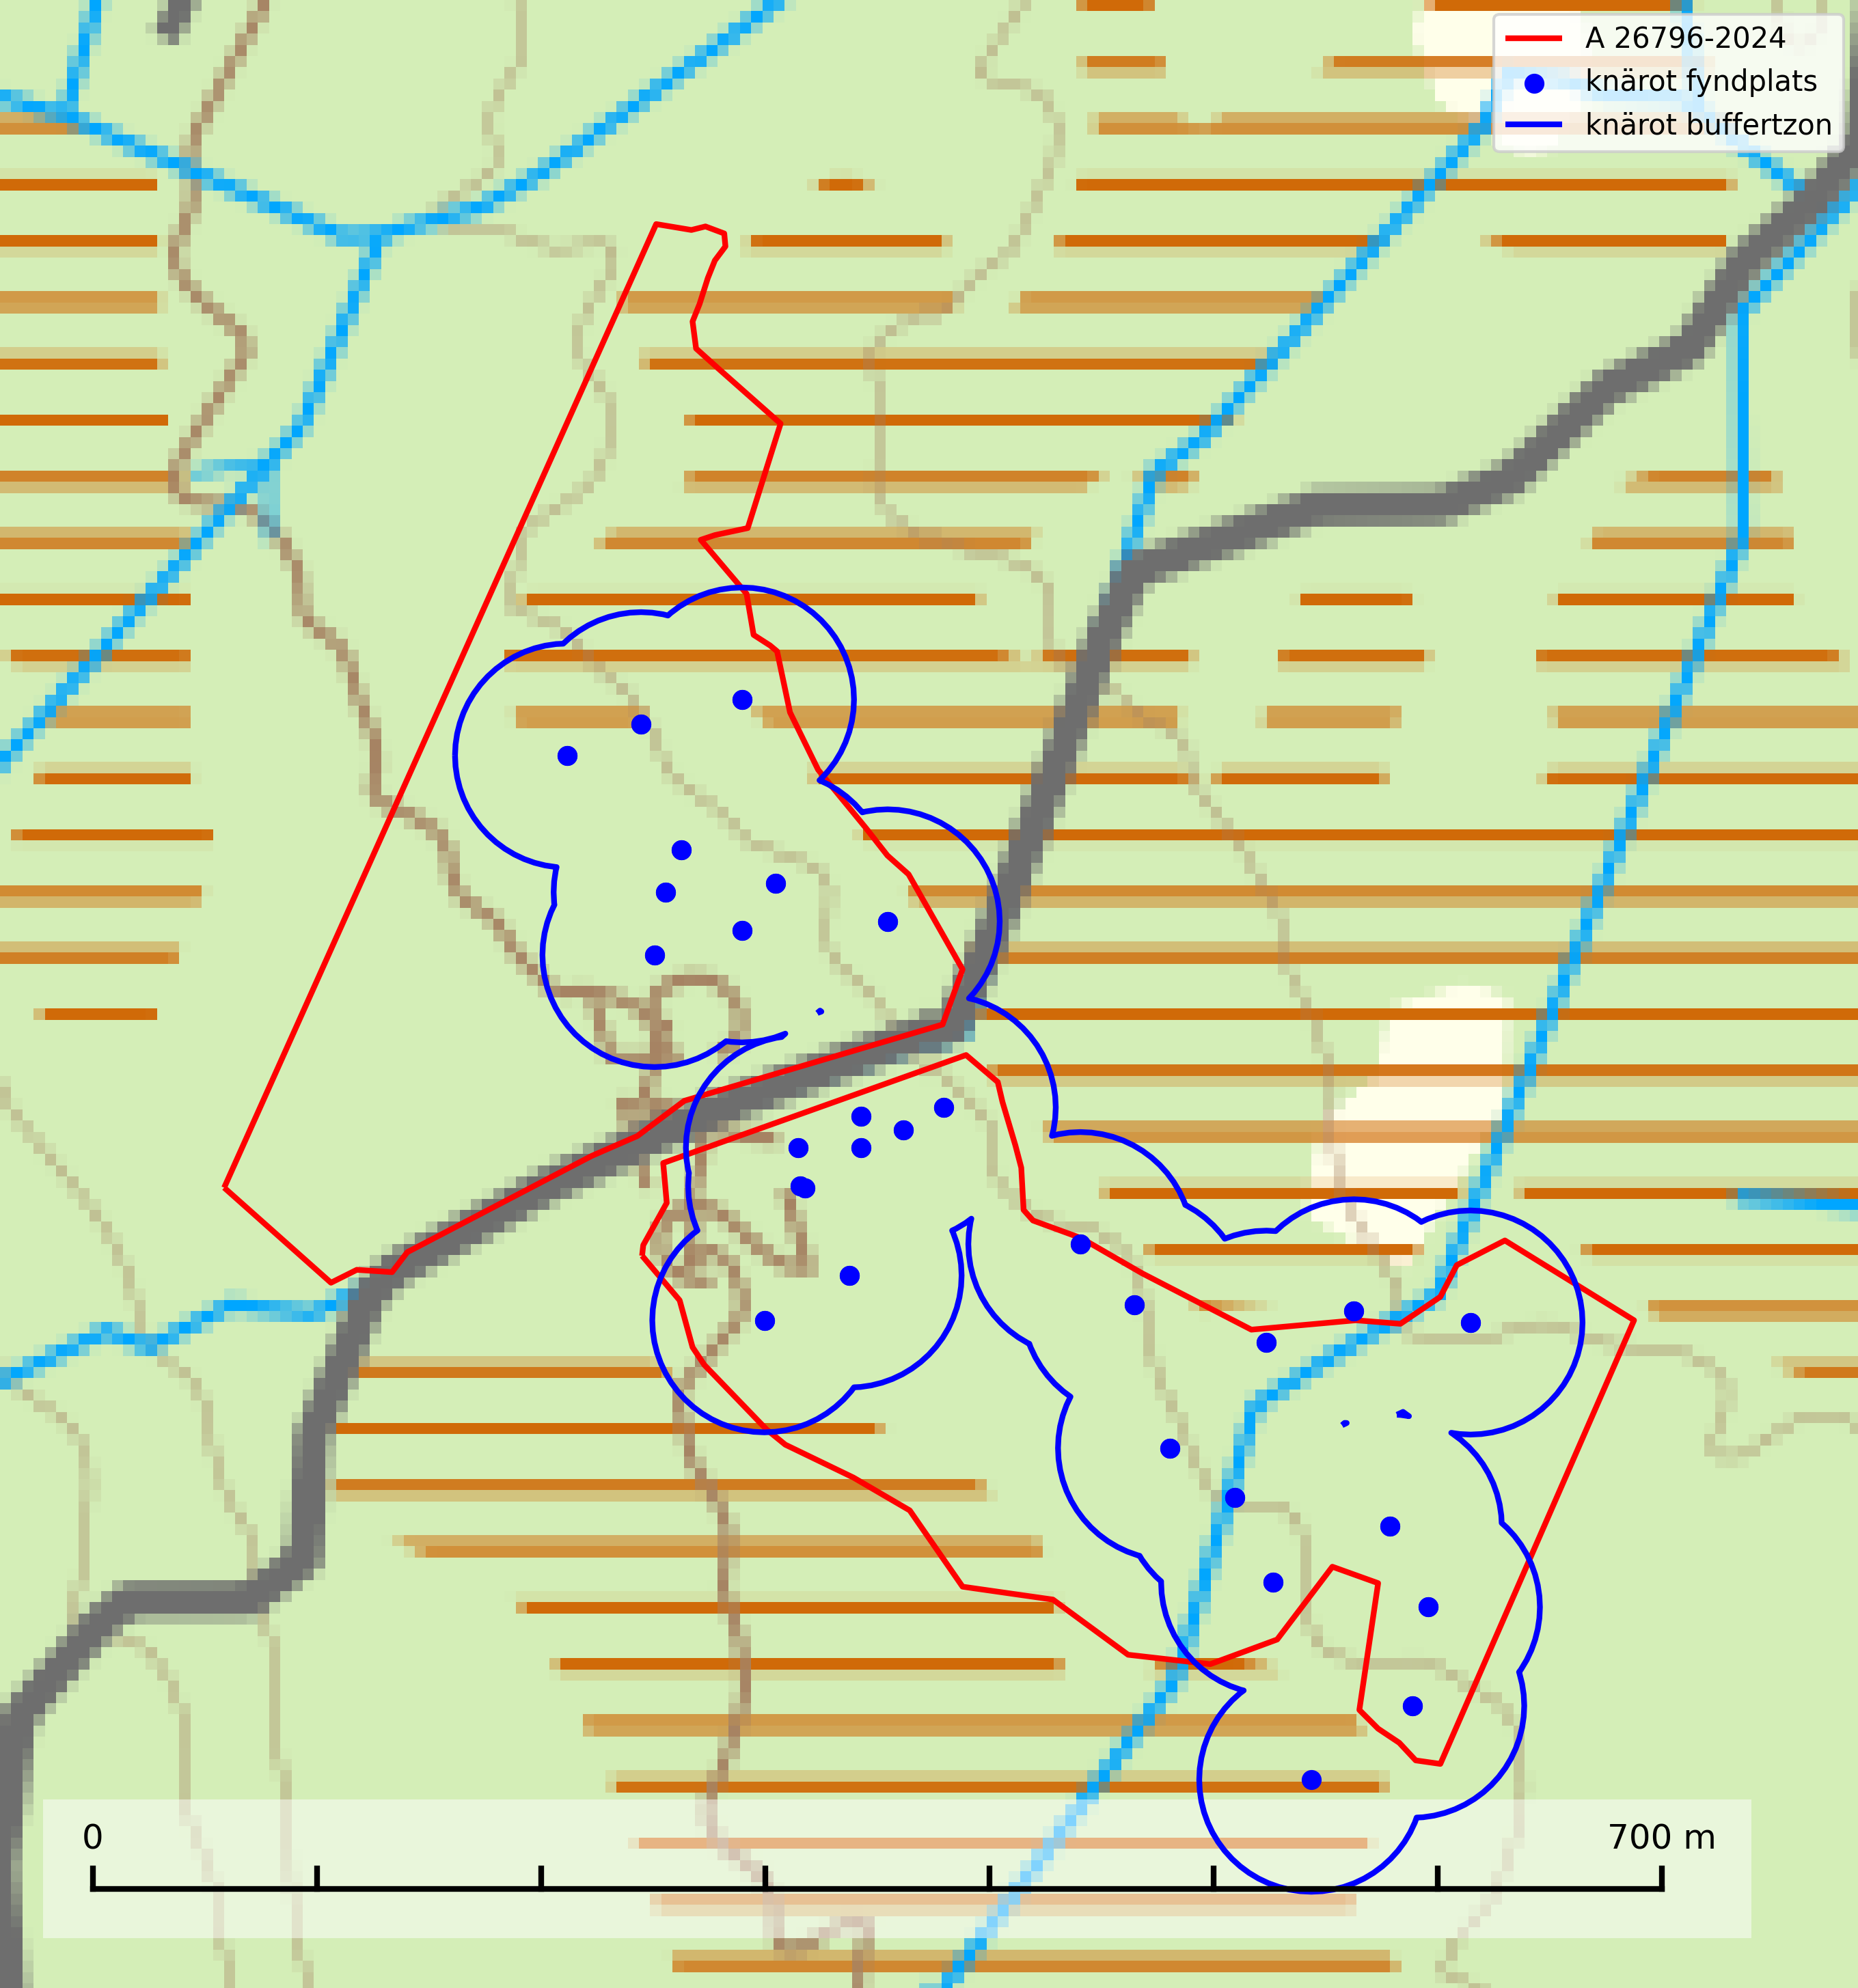 A 26796-2024
knärot fyndplats
knärot buffertzon
0 700 m